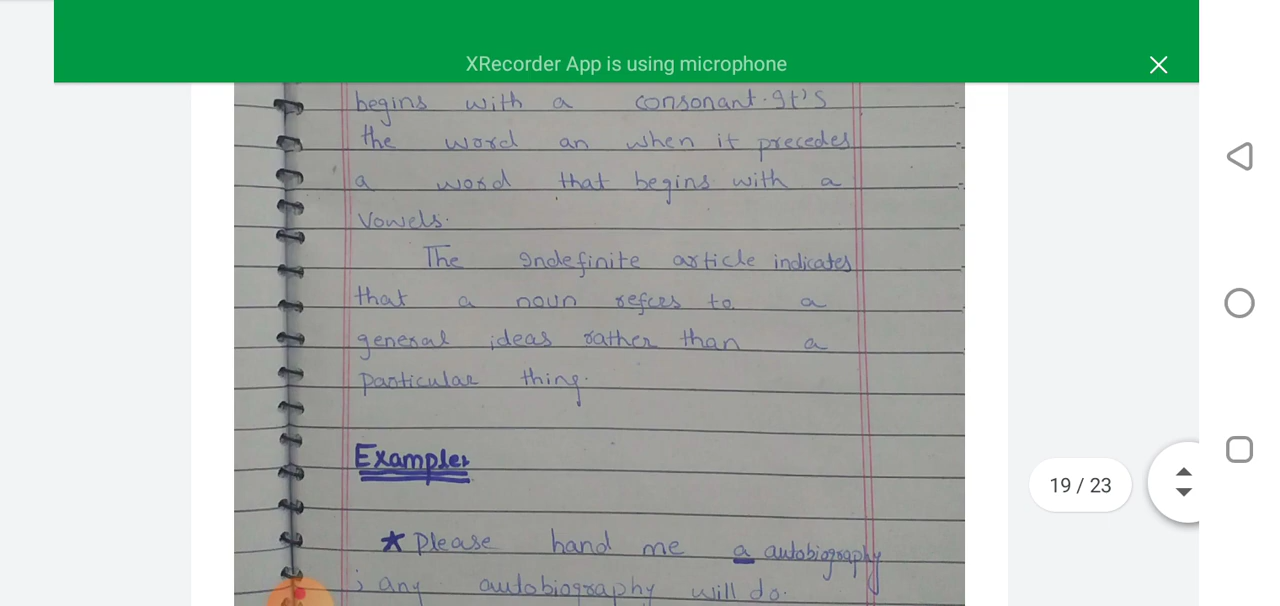 XRecorder App is using microphone
begins with a consonant. It's
the word an when it precedes
a word that begins with a
Vowels.
The Indefinite article indicates
that a noun refces to a
general ideas rather than a
particular thing.
Examples
* Please hand me a autobiography
; any autobiography will do.
19 / 23